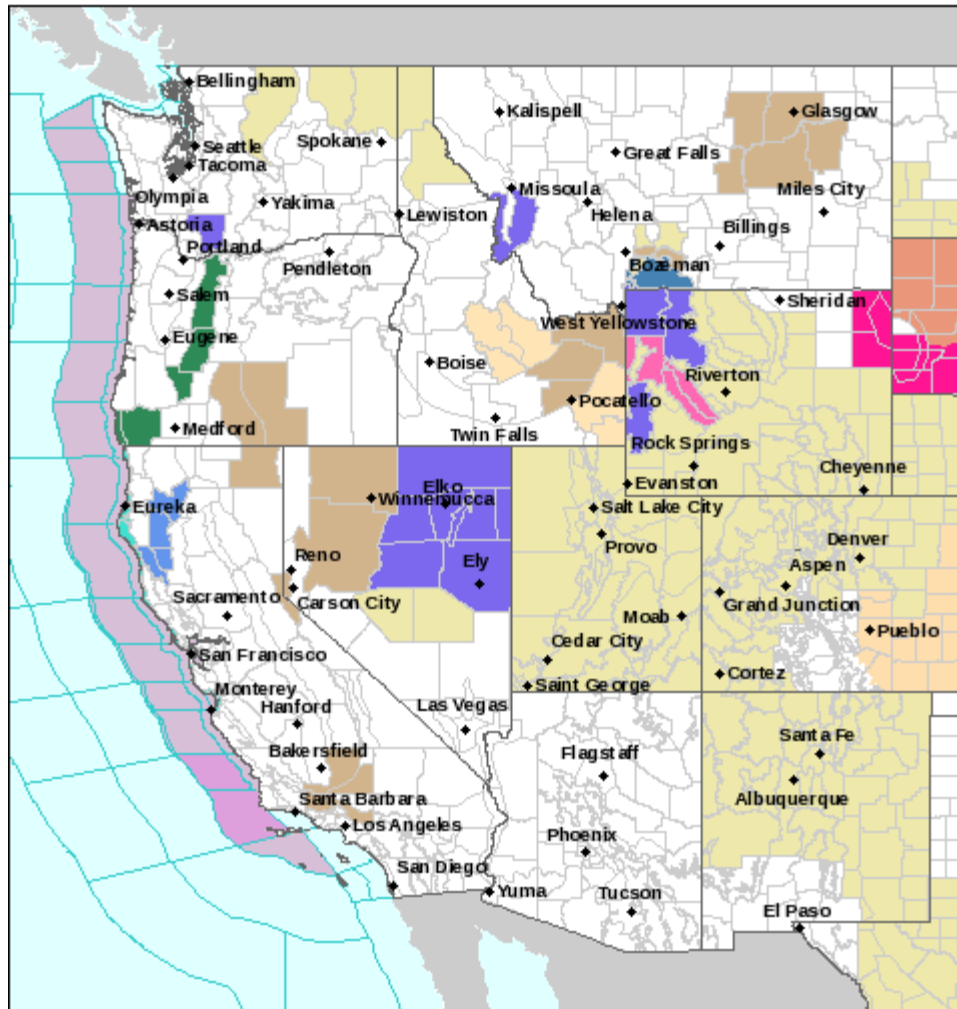 Bellingham
Kalispell
Glasgow
Seattle
Spokane
Great Falls
Tacoma
Olympia
Yakima
Lewiston
Missoula
Helena
Miles City
Astoria
Portland
Pendleton
Billings
Bozeman
Salem
Sheridan
West Yellowstone
Eugene
Boise
Riverton
Pocatello
Medford
Twin Falls
Rock Springs
Cheyenne
Elko
Evanston
Winnemucca
Eureka
Salt Lake City
Provo
Denver
Reno
Ely
Aspen
Sacramento
Carson City
Moab
Grand Junction
Pueblo
San Francisco
Cedar City
Cortez
Saint George
Monterey
Hanford
Las Vegas
Bakersfield
Flagstaff
Santa Fe
Albuquerque
Santa Barbara
Los Angeles
Phoenix
San Diego
Yuma
Tucson
El Paso